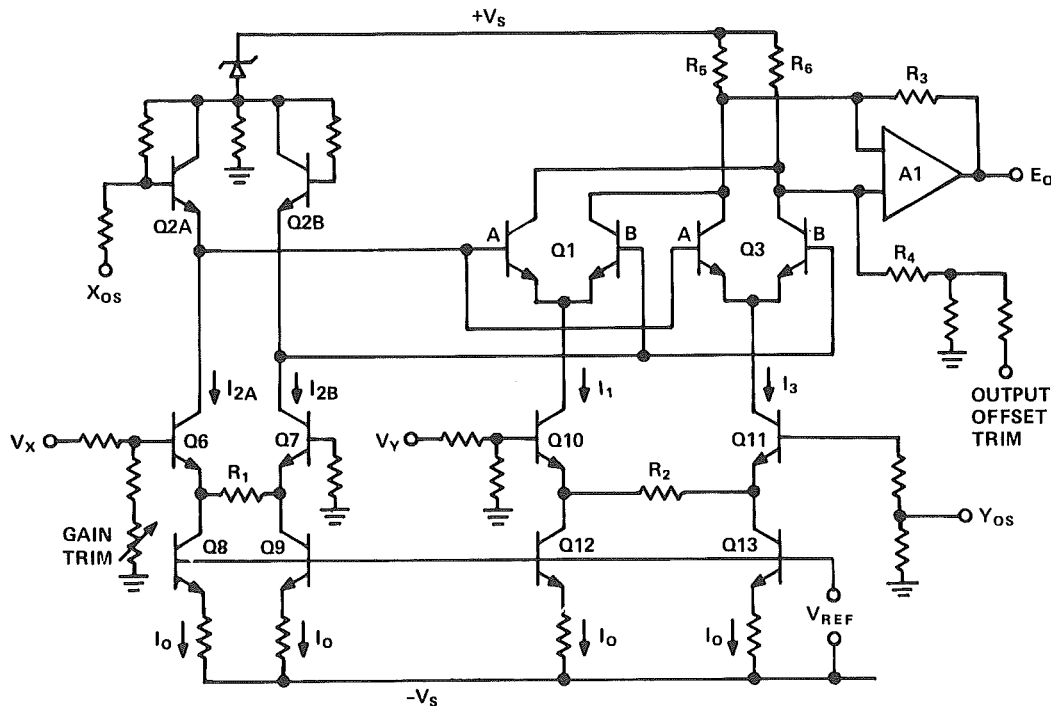 +VS
R5
R6
R3
A1
EO
Q2A
Q2B
A
Q1
B
A
Q3
B
XOS
R4
I2A
I2B
I1
I3
OUTPUT
OFFSET
TRIM
VX
Q6
Q7
VY
Q10
Q11
R1
R2
GAIN
TRIM
Q8
Q9
Q12
Q13
YOS
VREF
IO
IO
IO
IO
-VS